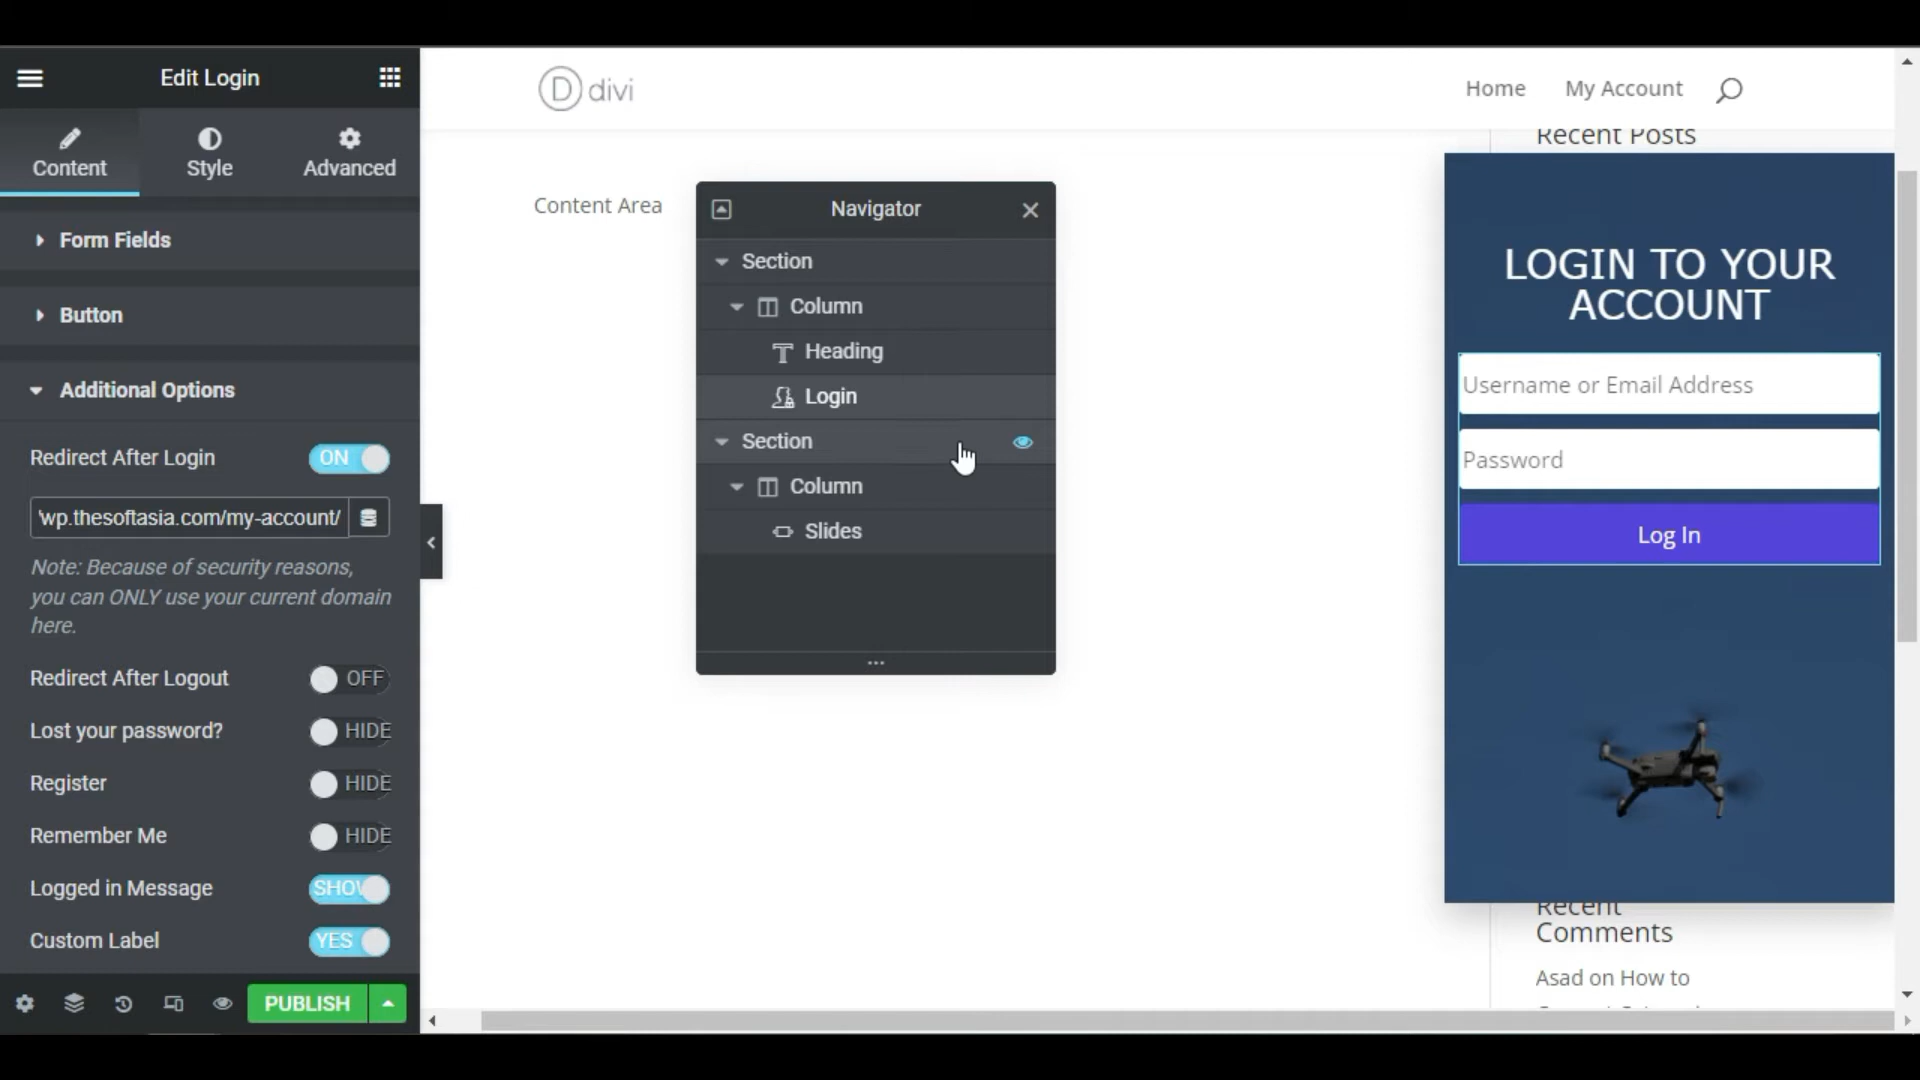 Edit Login
Content
Style
Advanced
Form Fields
Button
Additional Options
Redirect After Login
ON
wp.thesoftasia.com/my-account/
Note: Because of security reasons,
you can ONLY use your current domain
here.
Redirect After Logout
OFF
Lost your password?
HIDE
Register
HIDE
Remember Me
HIDE
Logged in Message
SHOW
Custom Label
YES
PUBLISH
D divi
Home
My Account
Recent Posts
Content Area
Navigator
Section
Column
Heading
Login
Section
Column
Slides
LOGIN TO YOUR
ACCOUNT
Username or Email Address
Password
Log In
Recent
Comments
Asad on How to